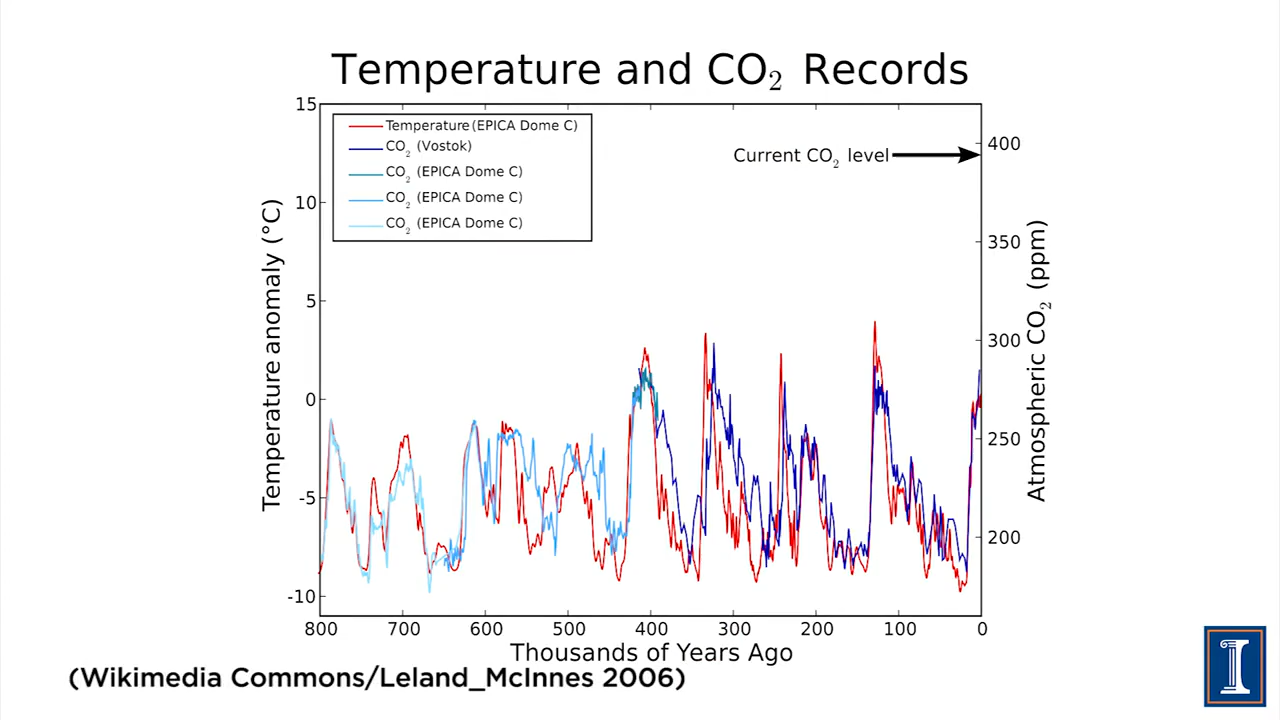 Temperature and CO₂ Records
Temperature (EPICA Dome C)
CO₂ (Vostok)
CO₂ (EPICA Dome C)
CO₂ (EPICA Dome C)
CO₂ (EPICA Dome C)
Current CO₂ level
Temperature anomaly (°C)
15
10
5
0
-5
-10
Atmospheric CO₂ (ppm)
400
350
300
250
200
800 700 600 500 400 300 200 100 0
Thousands of Years Ago
(Wikimedia Commons/Leland_McInnes 2006)
I